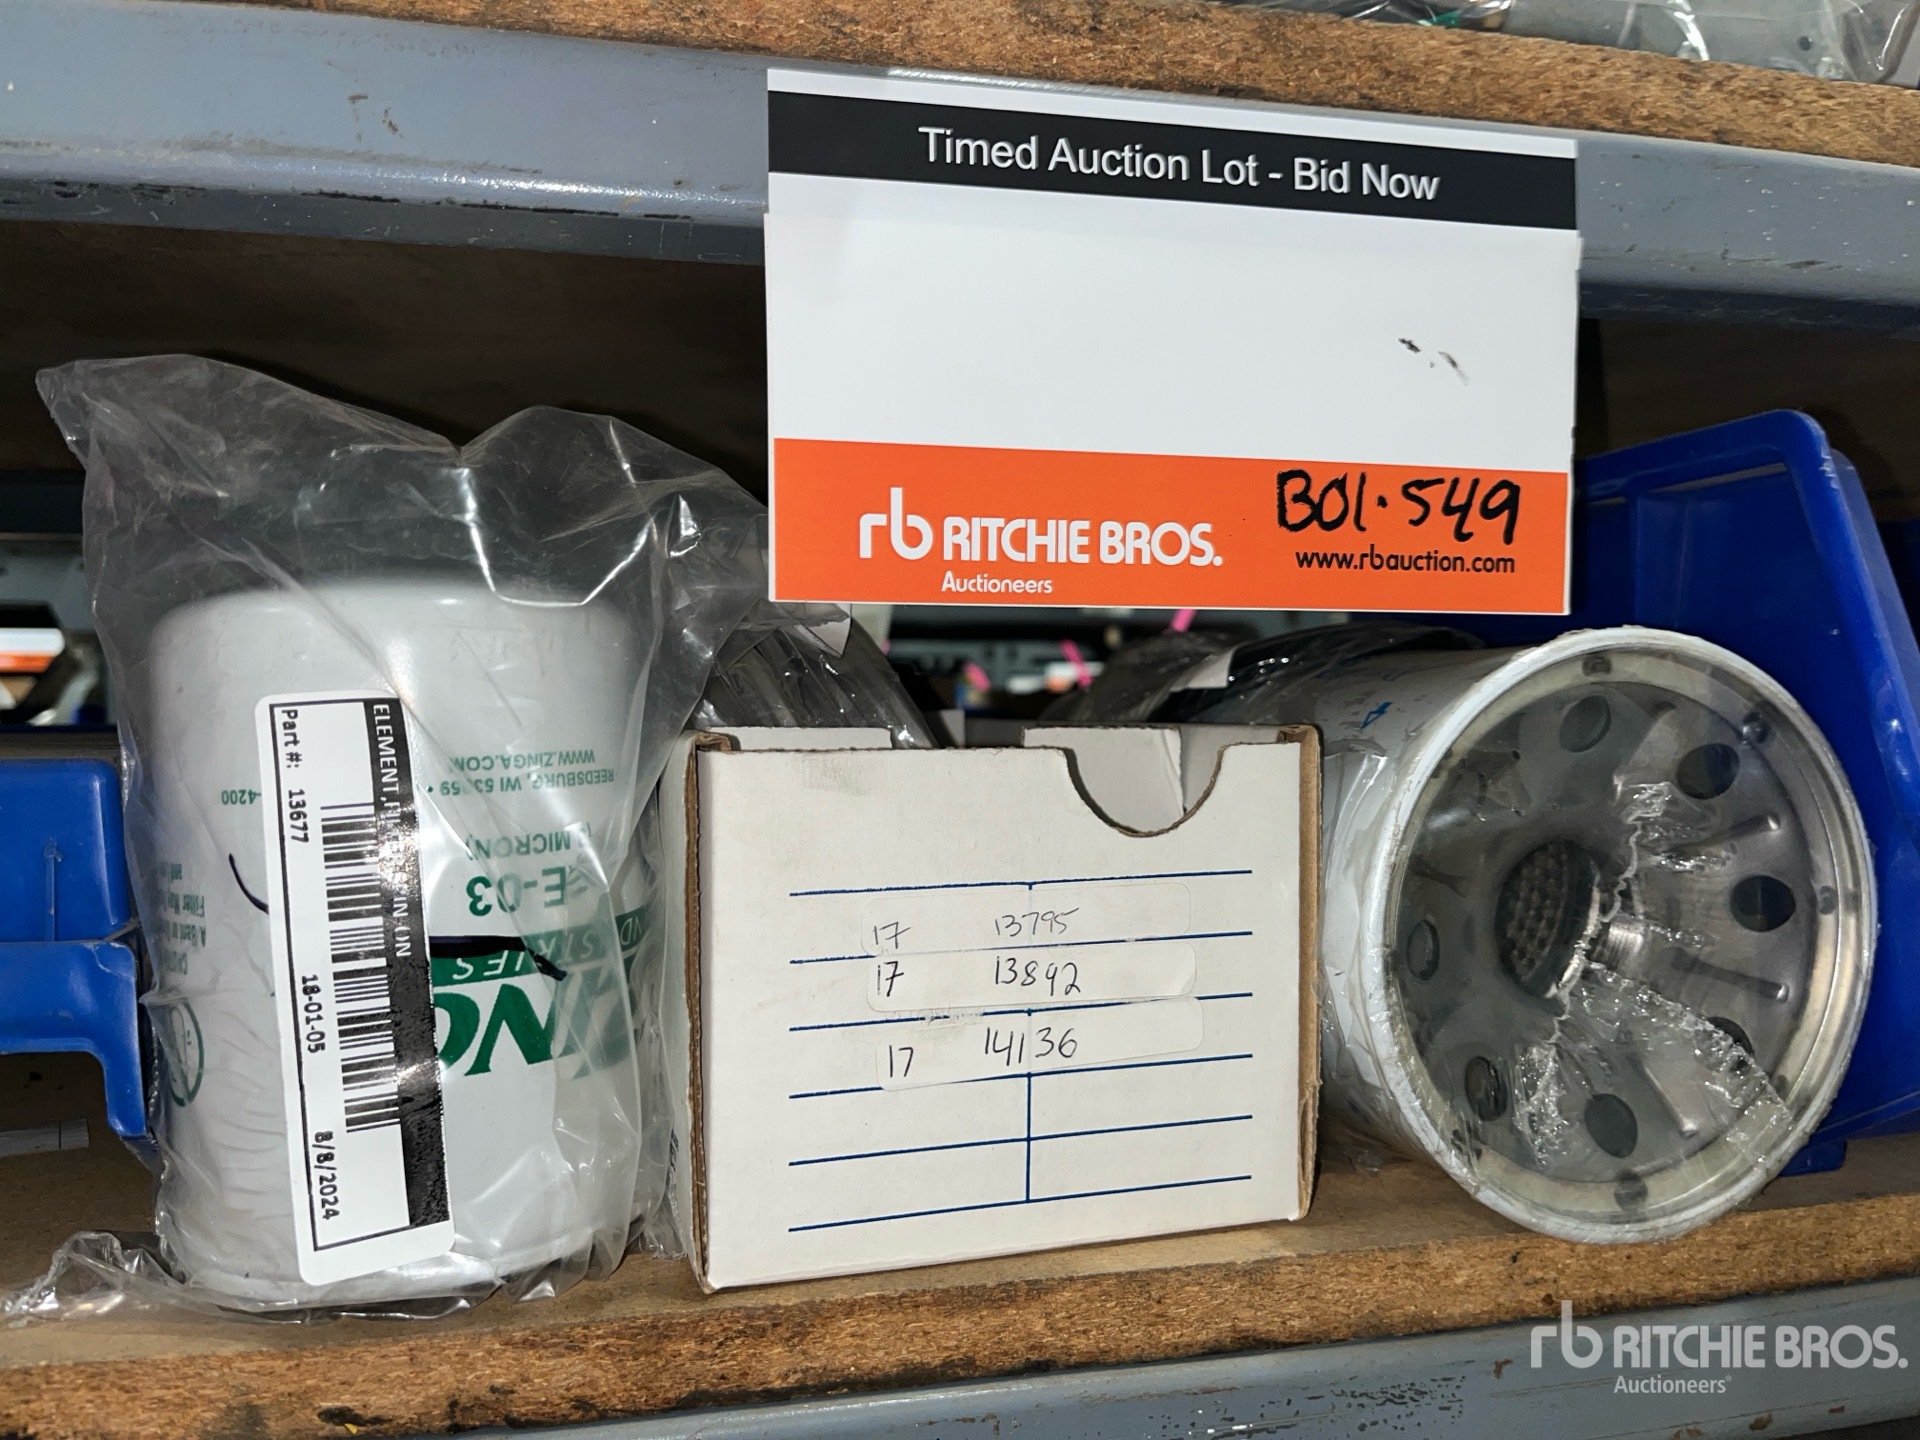 Timed Auction Lot - Bid Now
B01.549
rb RITCHIE BROS.
Auctioneers
www.rbauction.com
Part #: 13677
18-01-05
8/8/2024
WWW.ZINGA.COM
REEDSBURG, WI
-4200
MICRON)
E-03
17 13795
17 13892
17 14136
rb RITCHIE BROS.
Auctioneers